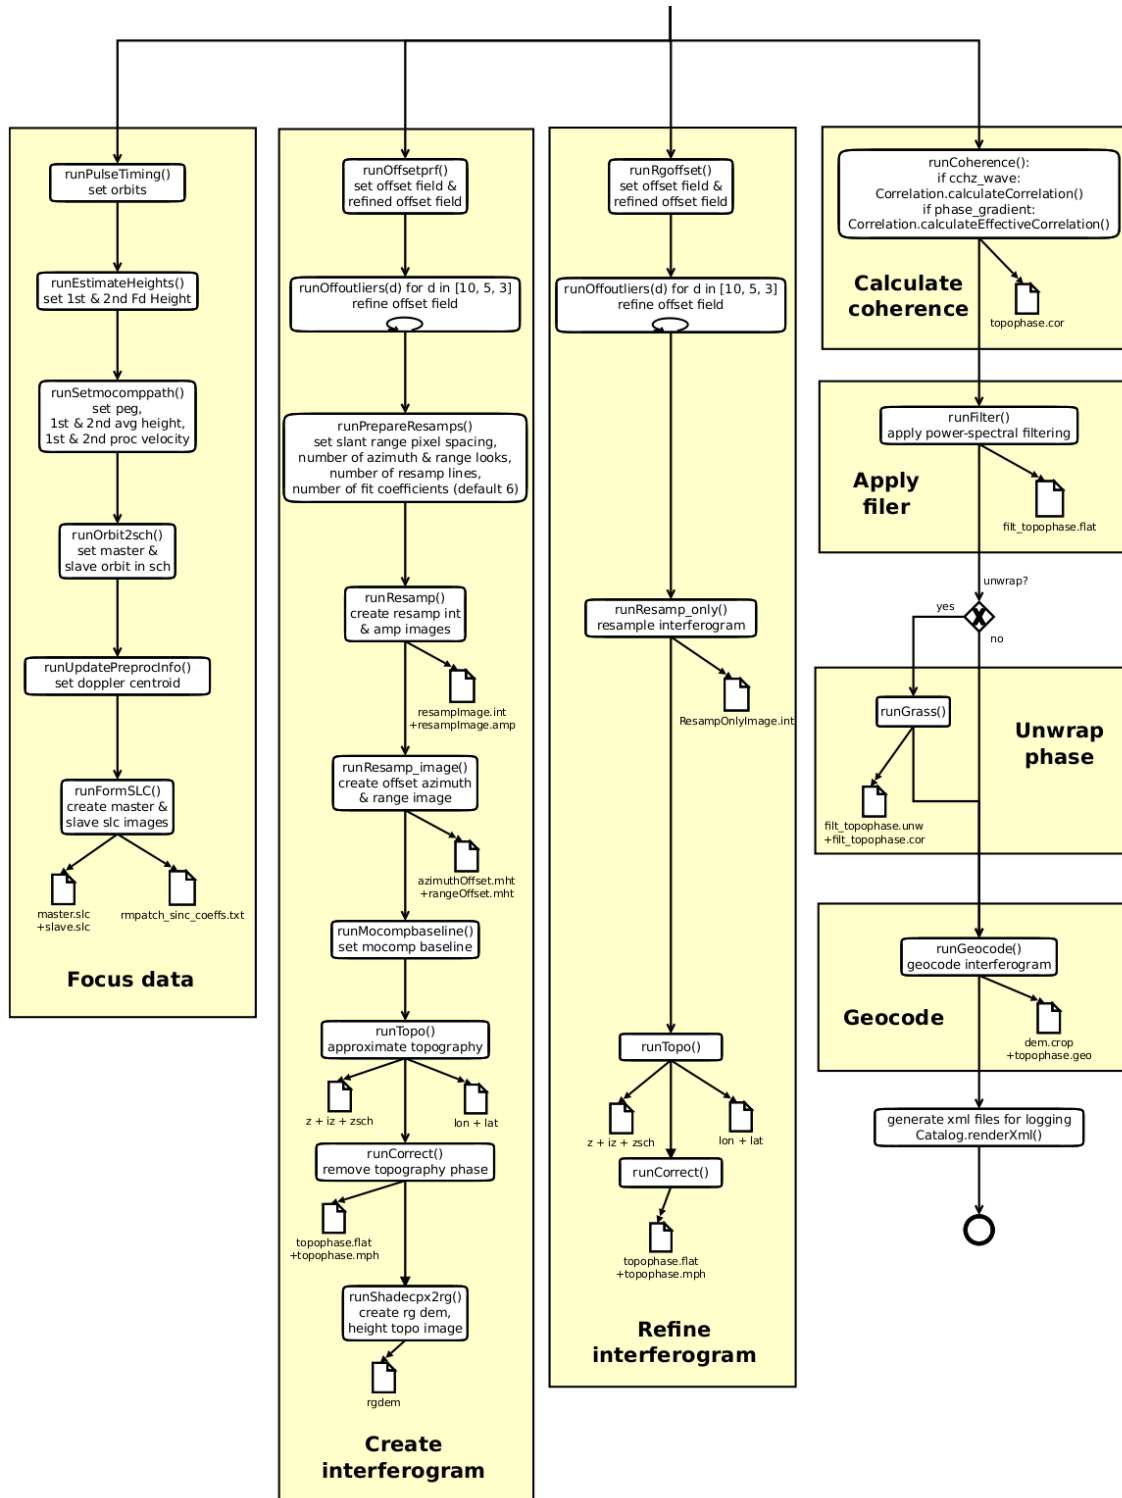 runPulseTiming()
set orbits
runEstimateHeights()
set 1st & 2nd Fd Height
runSetmocomppath()
set peg,
1st & 2nd avg height,
1st & 2nd proc velocity
runOrbit2sch()
set master &
slave orbit in sch
runUpdatePreprocInfo()
set doppler centroid
runFormSLC()
create master &
slave slc images
master.slc
+slave.slc
rmpatch_sinc_coeffs.txt
Focus data
runOffsetprf()
set offset field &
refined offset field
runOffoutliers(d) for d in [10, 5, 3]
refine offset field
runPrepareResamps()
set slant range pixel spacing,
number of azimuth & range looks,
number of resamp lines,
number of fit coefficients (default 6)
runResamp()
create resamp int
& amp images
resampImage.int
+resampImage.amp
runResamp_image()
create offset azimuth
& range image
azimuthOffset.mht
+rangeOffset.mht
runMocompbaseline()
set mocomp baseline
runTopo()
approximate topography
z + iz + zsch
lon + lat
runCorrect()
remove topography phase
topophase.flat
+topophase.mph
runShadecpx2rg()
create rg dem,
height topo image
rgdem
Create
interferogram
runRgoffset()
set offset field &
refined offset field
runOffoutliers(d) for d in [10, 5, 3]
refine offset field
runResamp_only()
resample interferogram
ResampOnlyImage.int
runTopo()
z + iz + zsch
lon + lat
runCorrect()
topophase.flat
+topophase.mph
Refine
interferogram
runCoherence():
if cchz_wave:
Correlation.calculateCorrelation()
if phase_gradient:
Correlation.calculateEffectiveCorrelation()
Calculate
coherence
topophase.cor
runFilter()
apply power-spectral filtering
Apply
filer
filt_topophase.flat
unwrap?
yes
X
no
runGrass()
Unwrap
phase
filt_topophase.unw
+filt_topophase.cor
runGeocode()
geocode interferogram
Geocode
dem.crop
+topophase.geo
generate xml files for logging
Catalog.renderXml()